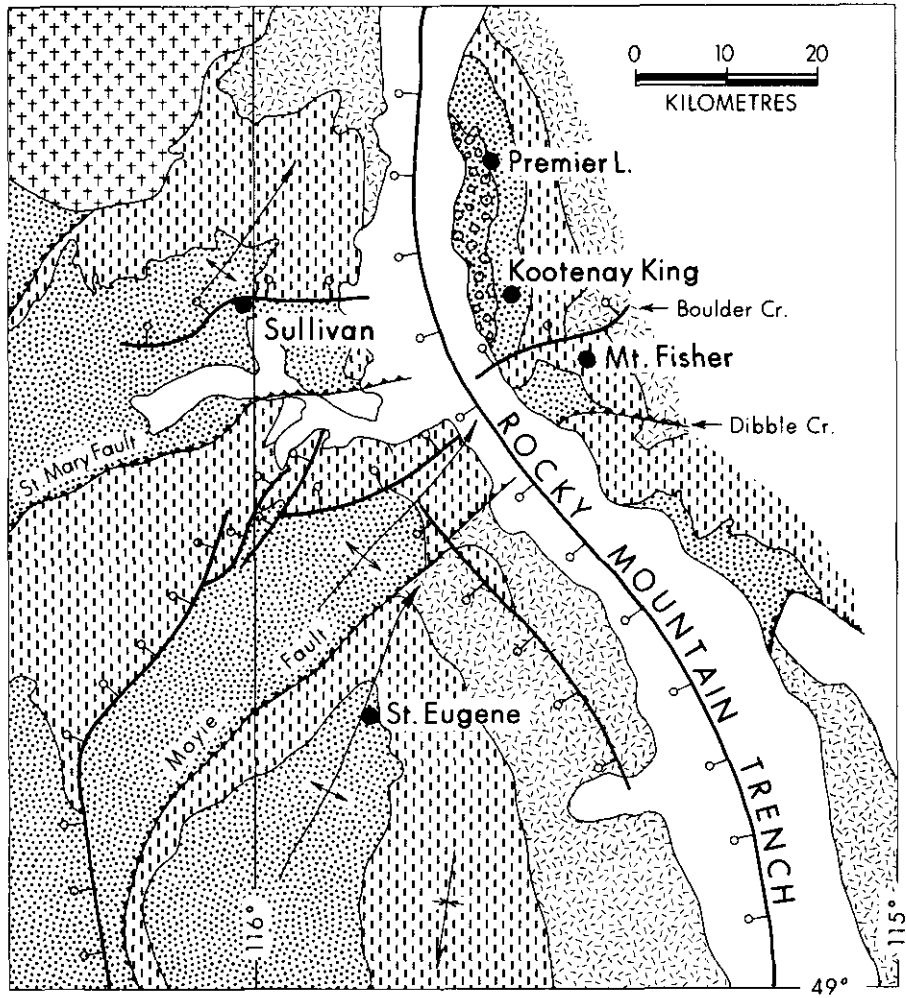 0 10 20
KILOMETRES
Premier L.
Kootenay King
Boulder Cr.
Sullivan
Mt. Fisher
Dibble Cr.
St Mary Fault
ROCKY MOUNTAIN TRENCH
Moyie Fault
St. Eugene
116°
115°
49°